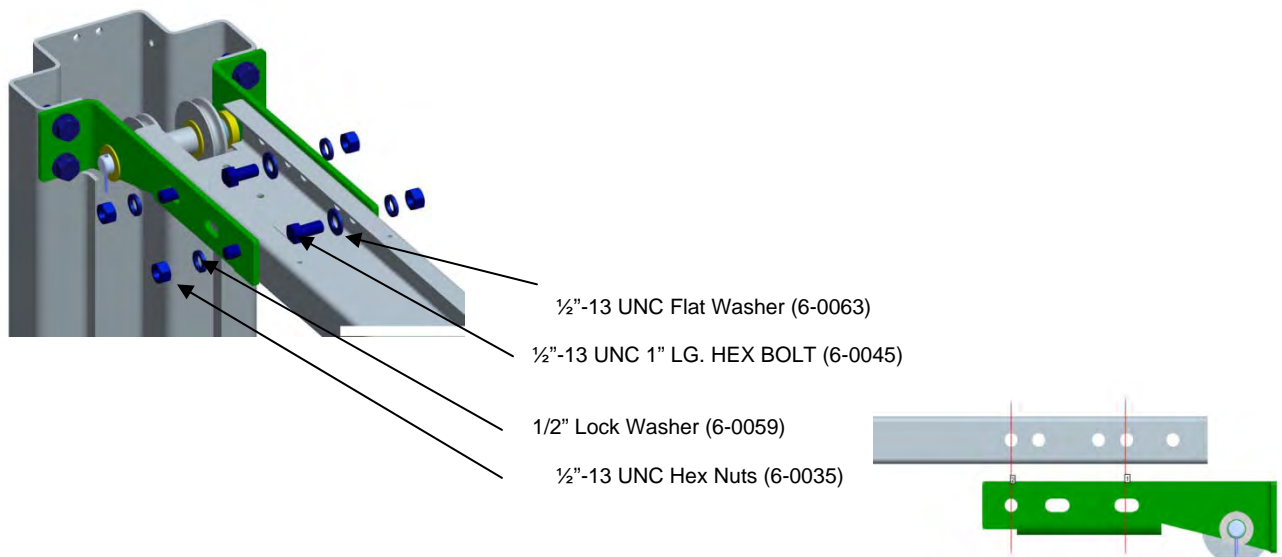 ½”-13 UNC Flat Washer (6-0063)
½”-13 UNC 1” LG. HEX BOLT (6-0045)
1/2” Lock Washer (6-0059)
½”-13 UNC Hex Nuts (6-0035)